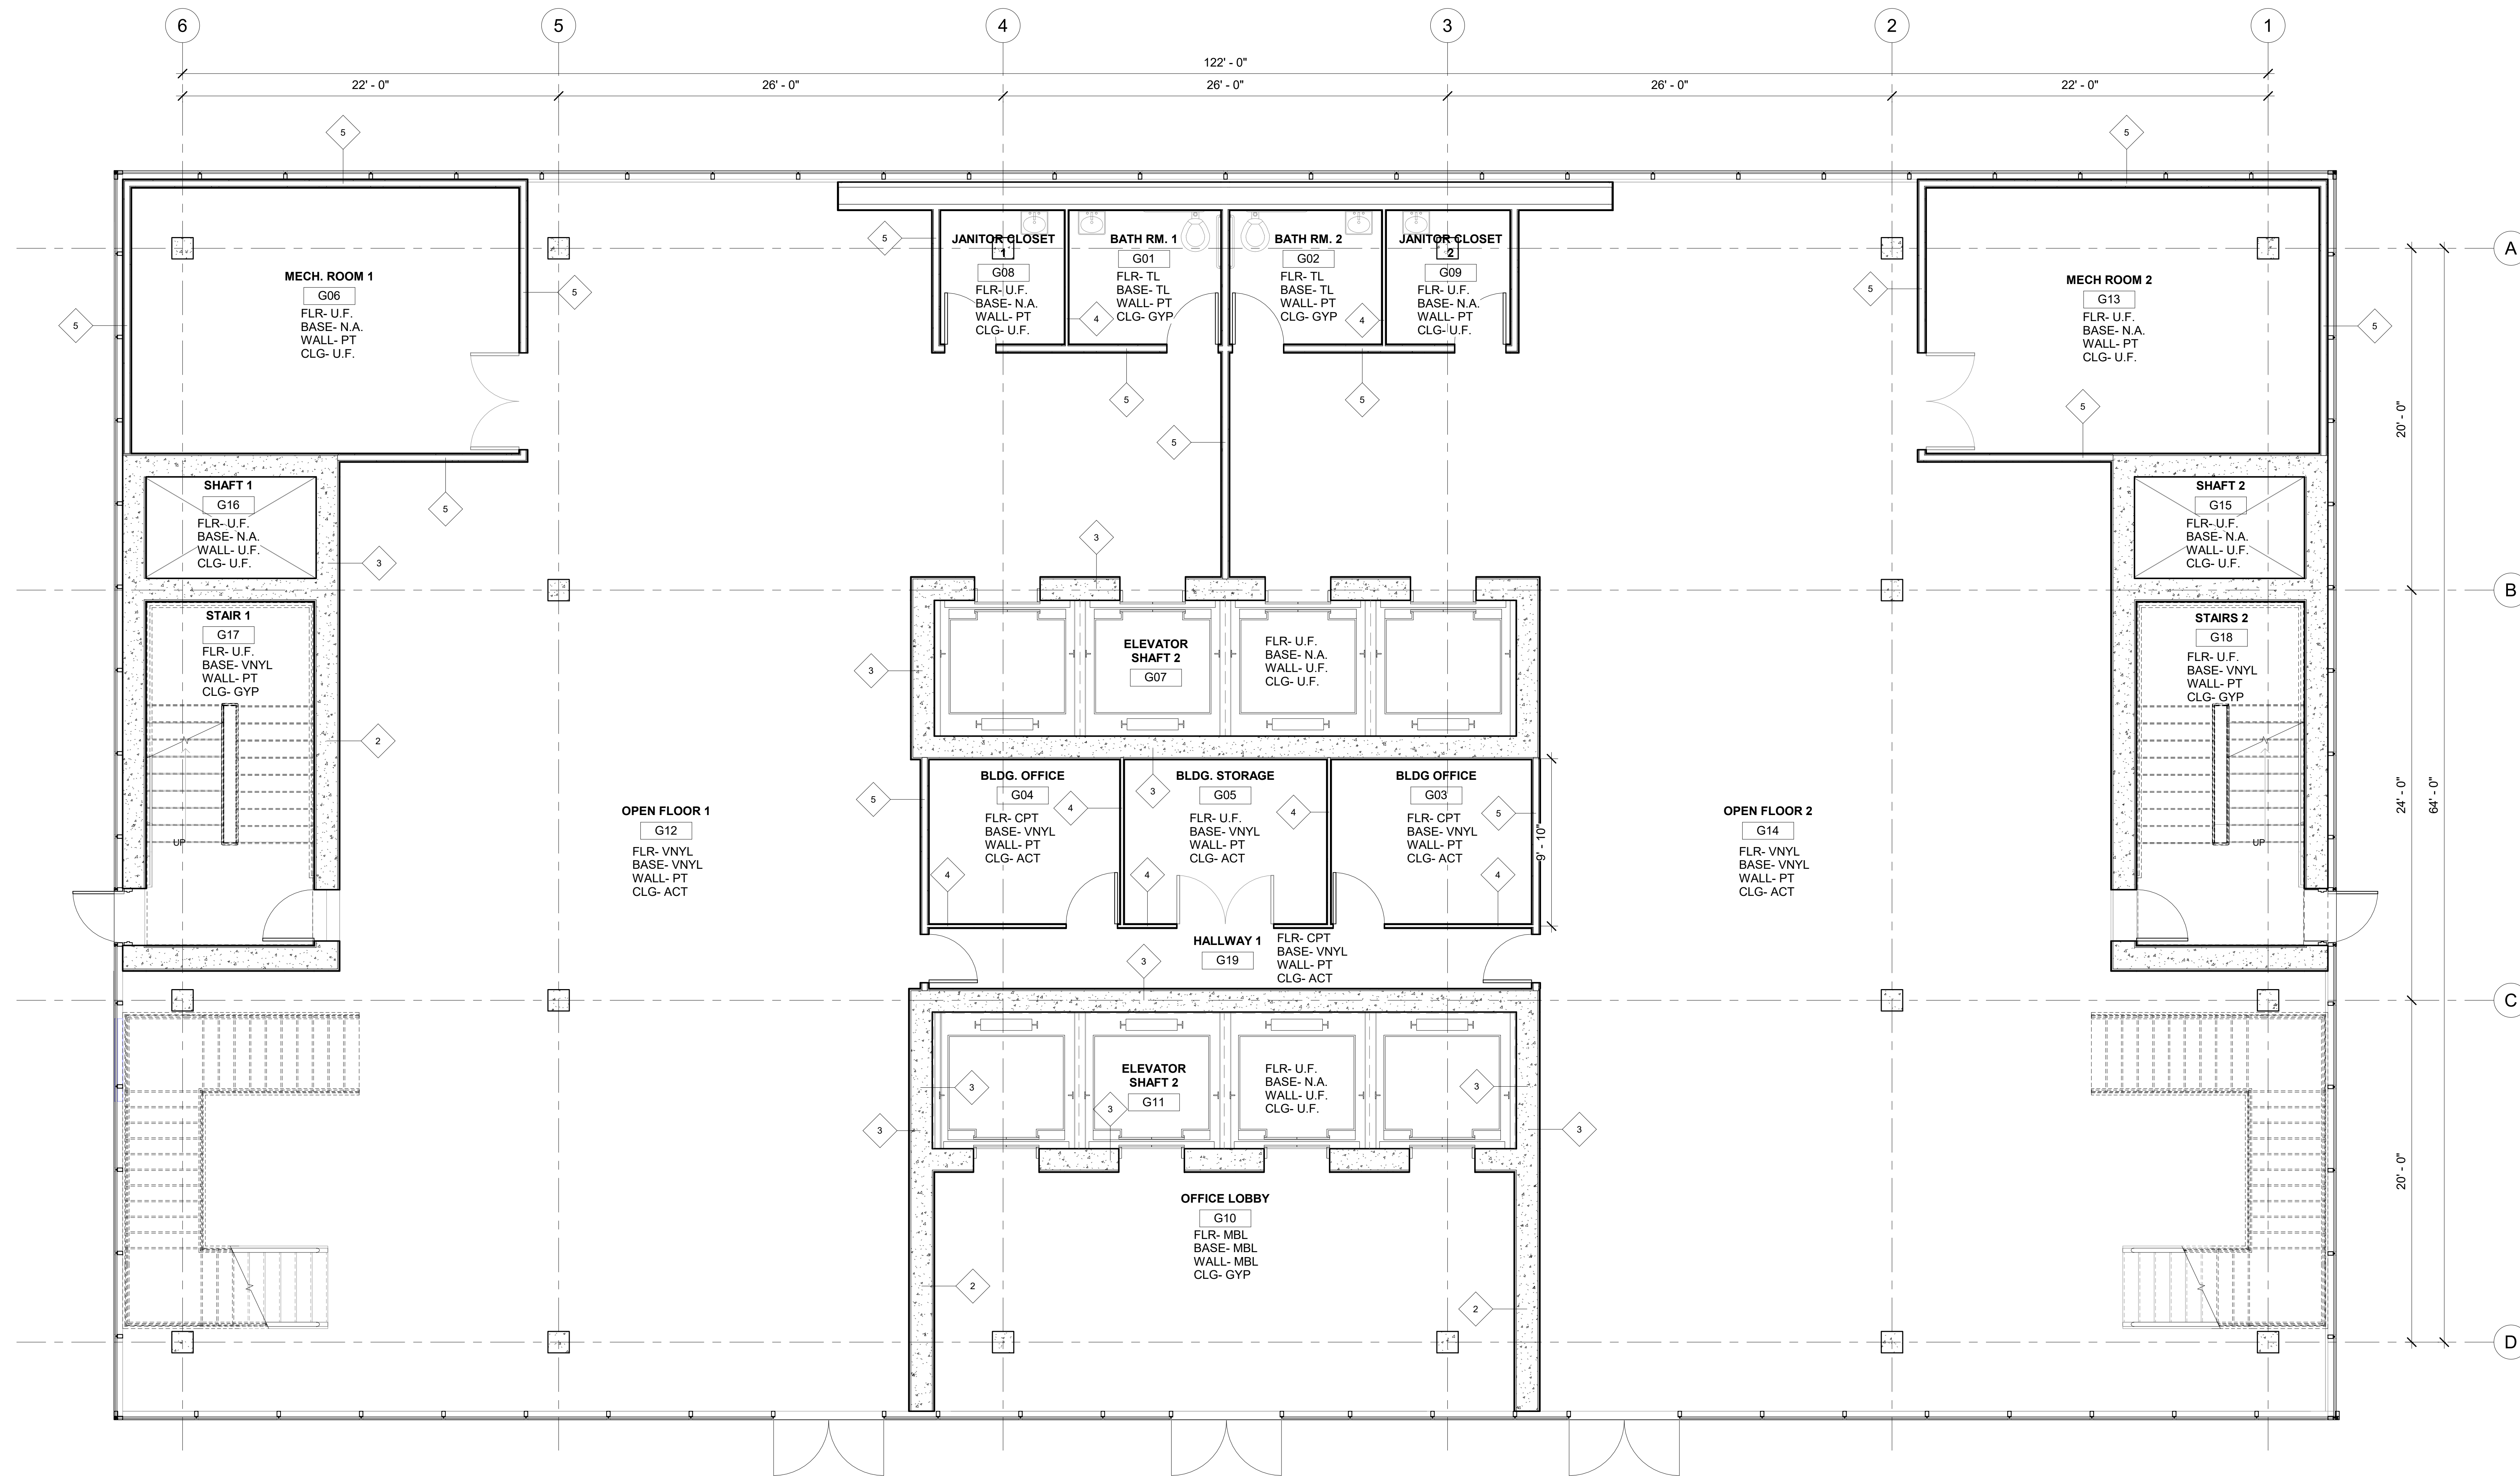 6
5
4
3
2
1
122' - 0"
22' - 0"
26' - 0"
26' - 0"
26' - 0"
22' - 0"
5
5
A
B
C
D
20' - 0"
24' - 0"
64' - 0"
20' - 0"
MECH. ROOM 1
G06
FLR- U.F.
BASE- N.A.
WALL- PT
CLG- U.F.
5
5
5
5
JANITOR CLOSET
1
G08
FLR- U.F.
BASE- N.A.
WALL- PT
CLG- U.F.
BATH RM. 1
G01
FLR- TL
BASE- TL
WALL- PT
CLG- GYP
4
5
BATH RM. 2
G02
FLR- TL
BASE- TL
WALL- PT
CLG- GYP
4
5
JANITOR CLOSET
2
G09
FLR- U.F.
BASE- N.A.
WALL- PT
CLG- U.F.
5
MECH ROOM 2
G13
FLR- U.F.
BASE- N.A.
WALL- PT
CLG- U.F.
5
5
5
SHAFT 1
G16
FLR- U.F.
BASE- N.A.
WALL- U.F.
CLG- U.F.
3
SHAFT 2
G15
FLR- U.F.
BASE- N.A.
WALL- U.F.
CLG- U.F.
STAIR 1
G17
FLR- U.F.
BASE- VNYL
WALL- PT
CLG- GYP
2
UP
3
3
ELEVATOR
SHAFT 2
G07
FLR- U.F.
BASE- N.A.
WALL- U.F.
CLG- U.F.
STAIRS 2
G18
FLR- U.F.
BASE- VNYL
WALL- PT
CLG- GYP
UP
OPEN FLOOR 1
G12
FLR- VNYL
BASE- VNYL
WALL- PT
CLG- ACT
5
BLDG. OFFICE
G04
FLR- CPT
BASE- VNYL
WALL- PT
CLG- ACT
4
4
BLDG. STORAGE
3
G05
FLR- U.F.
BASE- VNYL
WALL- PT
CLG- ACT
4
4
BLDG OFFICE
G03
FLR- CPT
BASE- VNYL
WALL- PT
CLG- ACT
5
4
9' - 10"
OPEN FLOOR 2
G14
FLR- VNYL
BASE- VNYL
WALL- PT
CLG- ACT
HALLWAY 1
G19
FLR- CPT
BASE- VNYL
WALL- PT
CLG- ACT
3
3
3
ELEVATOR
SHAFT 2
G11
3
FLR- U.F.
BASE- N.A.
WALL- U.F.
CLG- U.F.
3
3
OFFICE LOBBY
G10
FLR- MBL
BASE- MBL
WALL- MBL
CLG- GYP
2
2